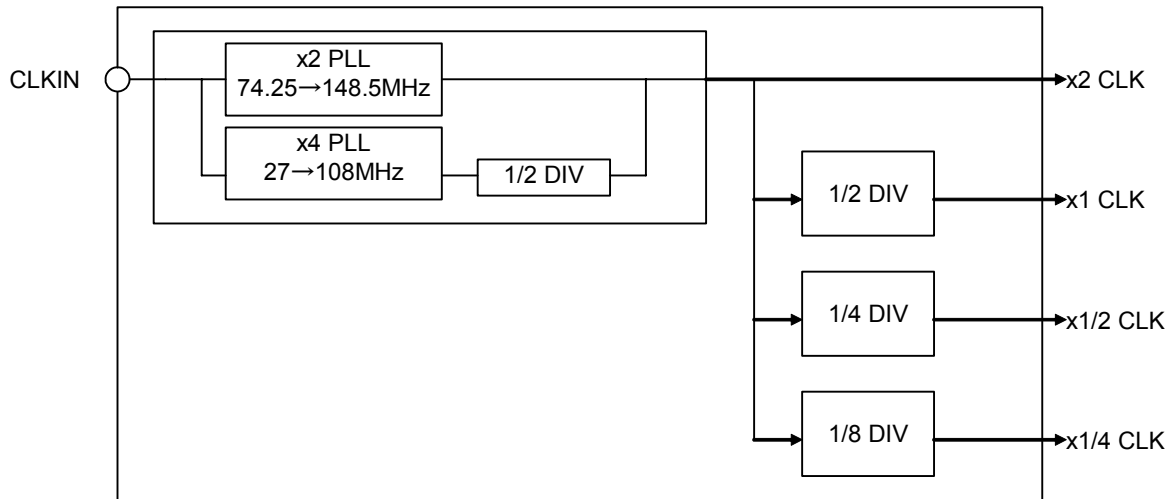 x2 PLL
CLKIN
74.25→148.5MHz
x2 CLK
x4 PLL
27→108MHz
1/2 DIV
1/2 DIV
x1 CLK
1/4 DIV
x1/2 CLK
1/8 DIV
x1/4 CLK